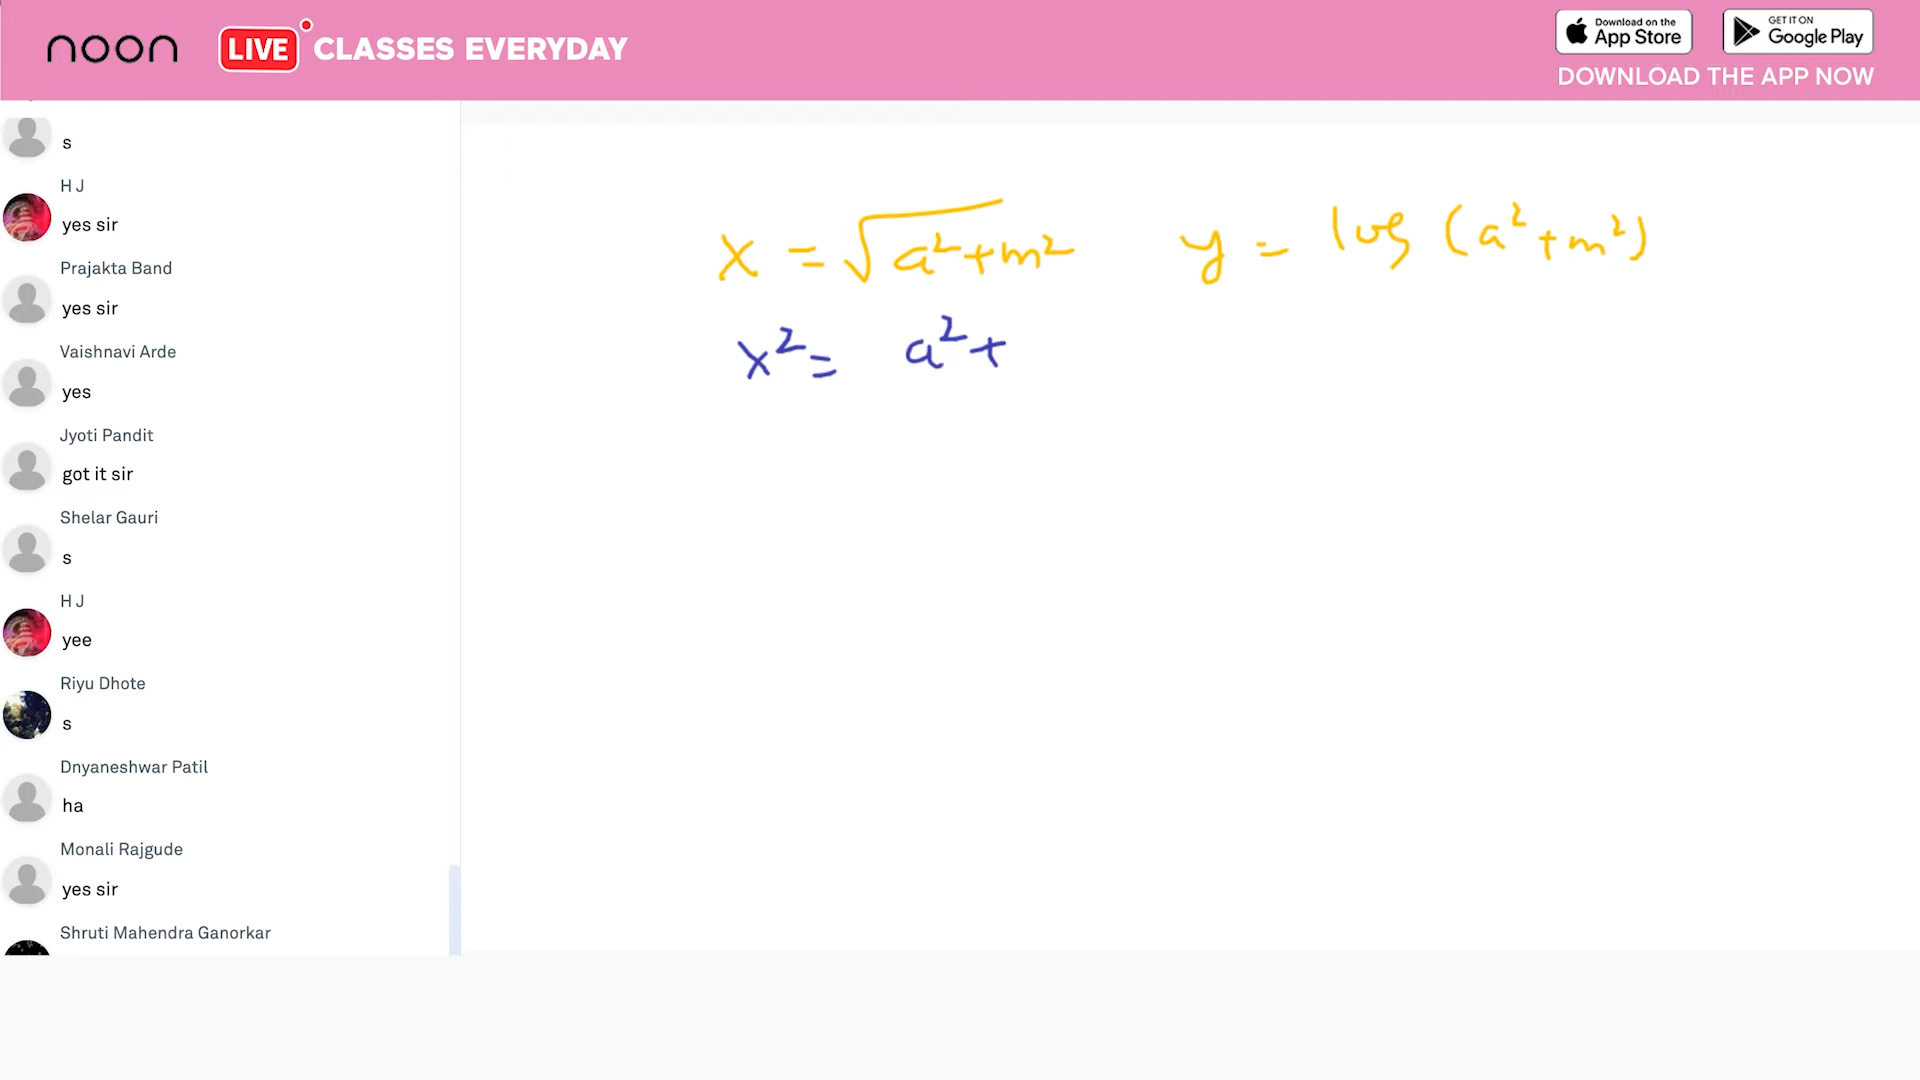 noon LIVE CLASSES EVERYDAY
Download on the App Store
GET IT ON Google Play
DOWNLOAD THE APP NOW
s
H J
yes sir
Prajakta Band
yes sir
Vaishnavi Arde
yes
Jyoti Pandit
got it sir
Shelar Gauri
s
H J
yee
Riyu Dhote
s
Dnyaneshwar Patil
ha
Monali Rajgude
yes sir
Shruti Mahendra Ganorkar
x = √a²+m² y = log (a²+m²)
x² = a²+